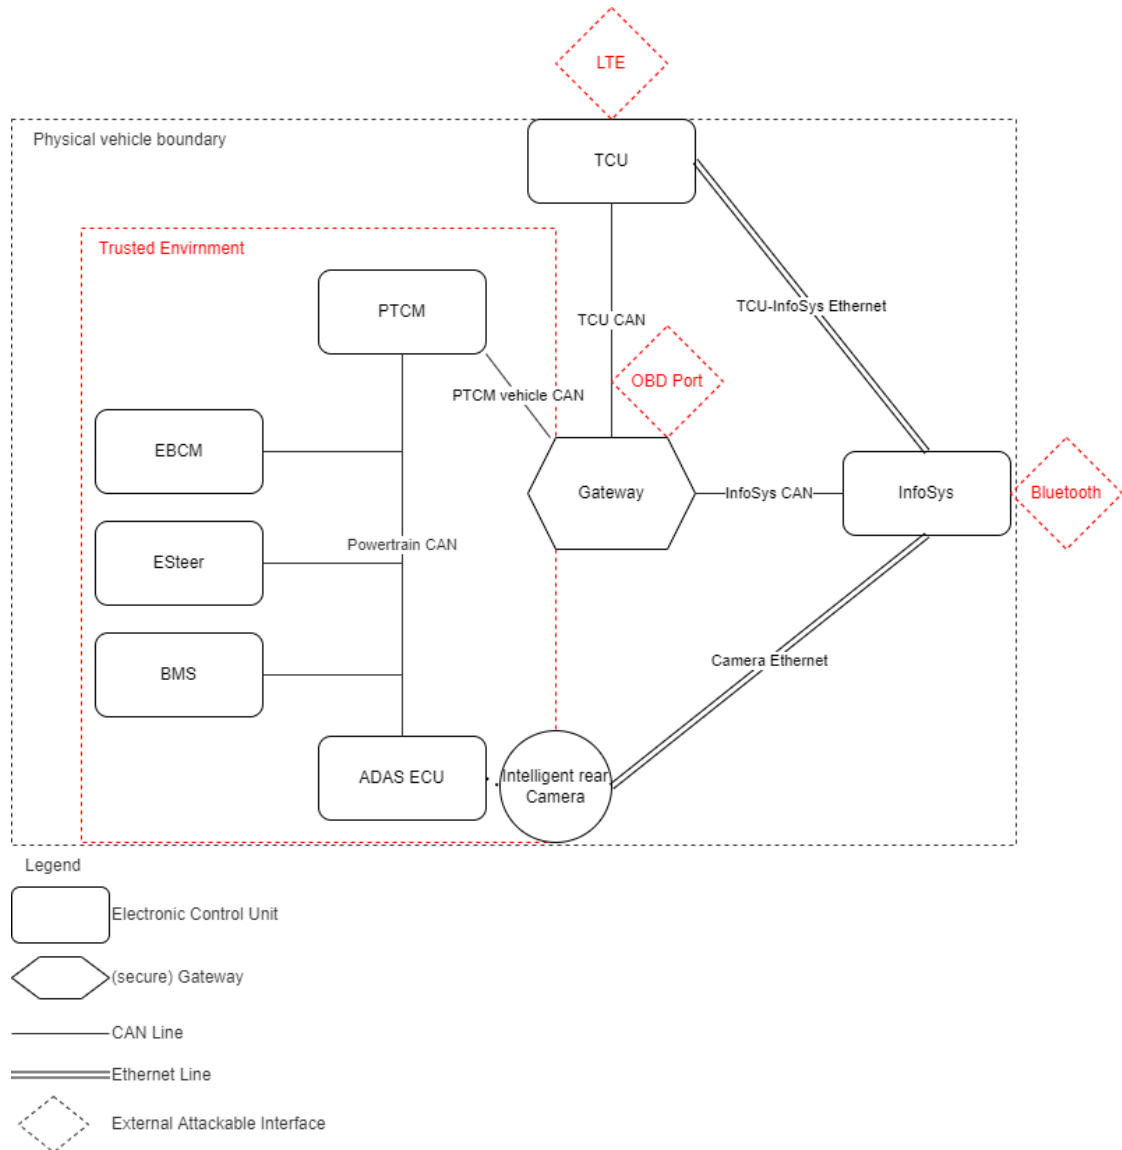 LTE
Physical vehicle boundary
TCU
Trusted Envirnment
PTCM
TCU-InfoSys Ethernet
TCU CAN
OBD Port
PTCM vehicle CAN
EBCM
Gateway
InfoSys CAN
InfoSys
Bluetooth
Powertrain CAN
ESteer
BMS
Camera Ethernet
ADAS ECU
Intelligent rear
Camera
Legend
Electronic Control Unit
(secure) Gateway
CAN Line
Ethernet Line
External Attackable Interface